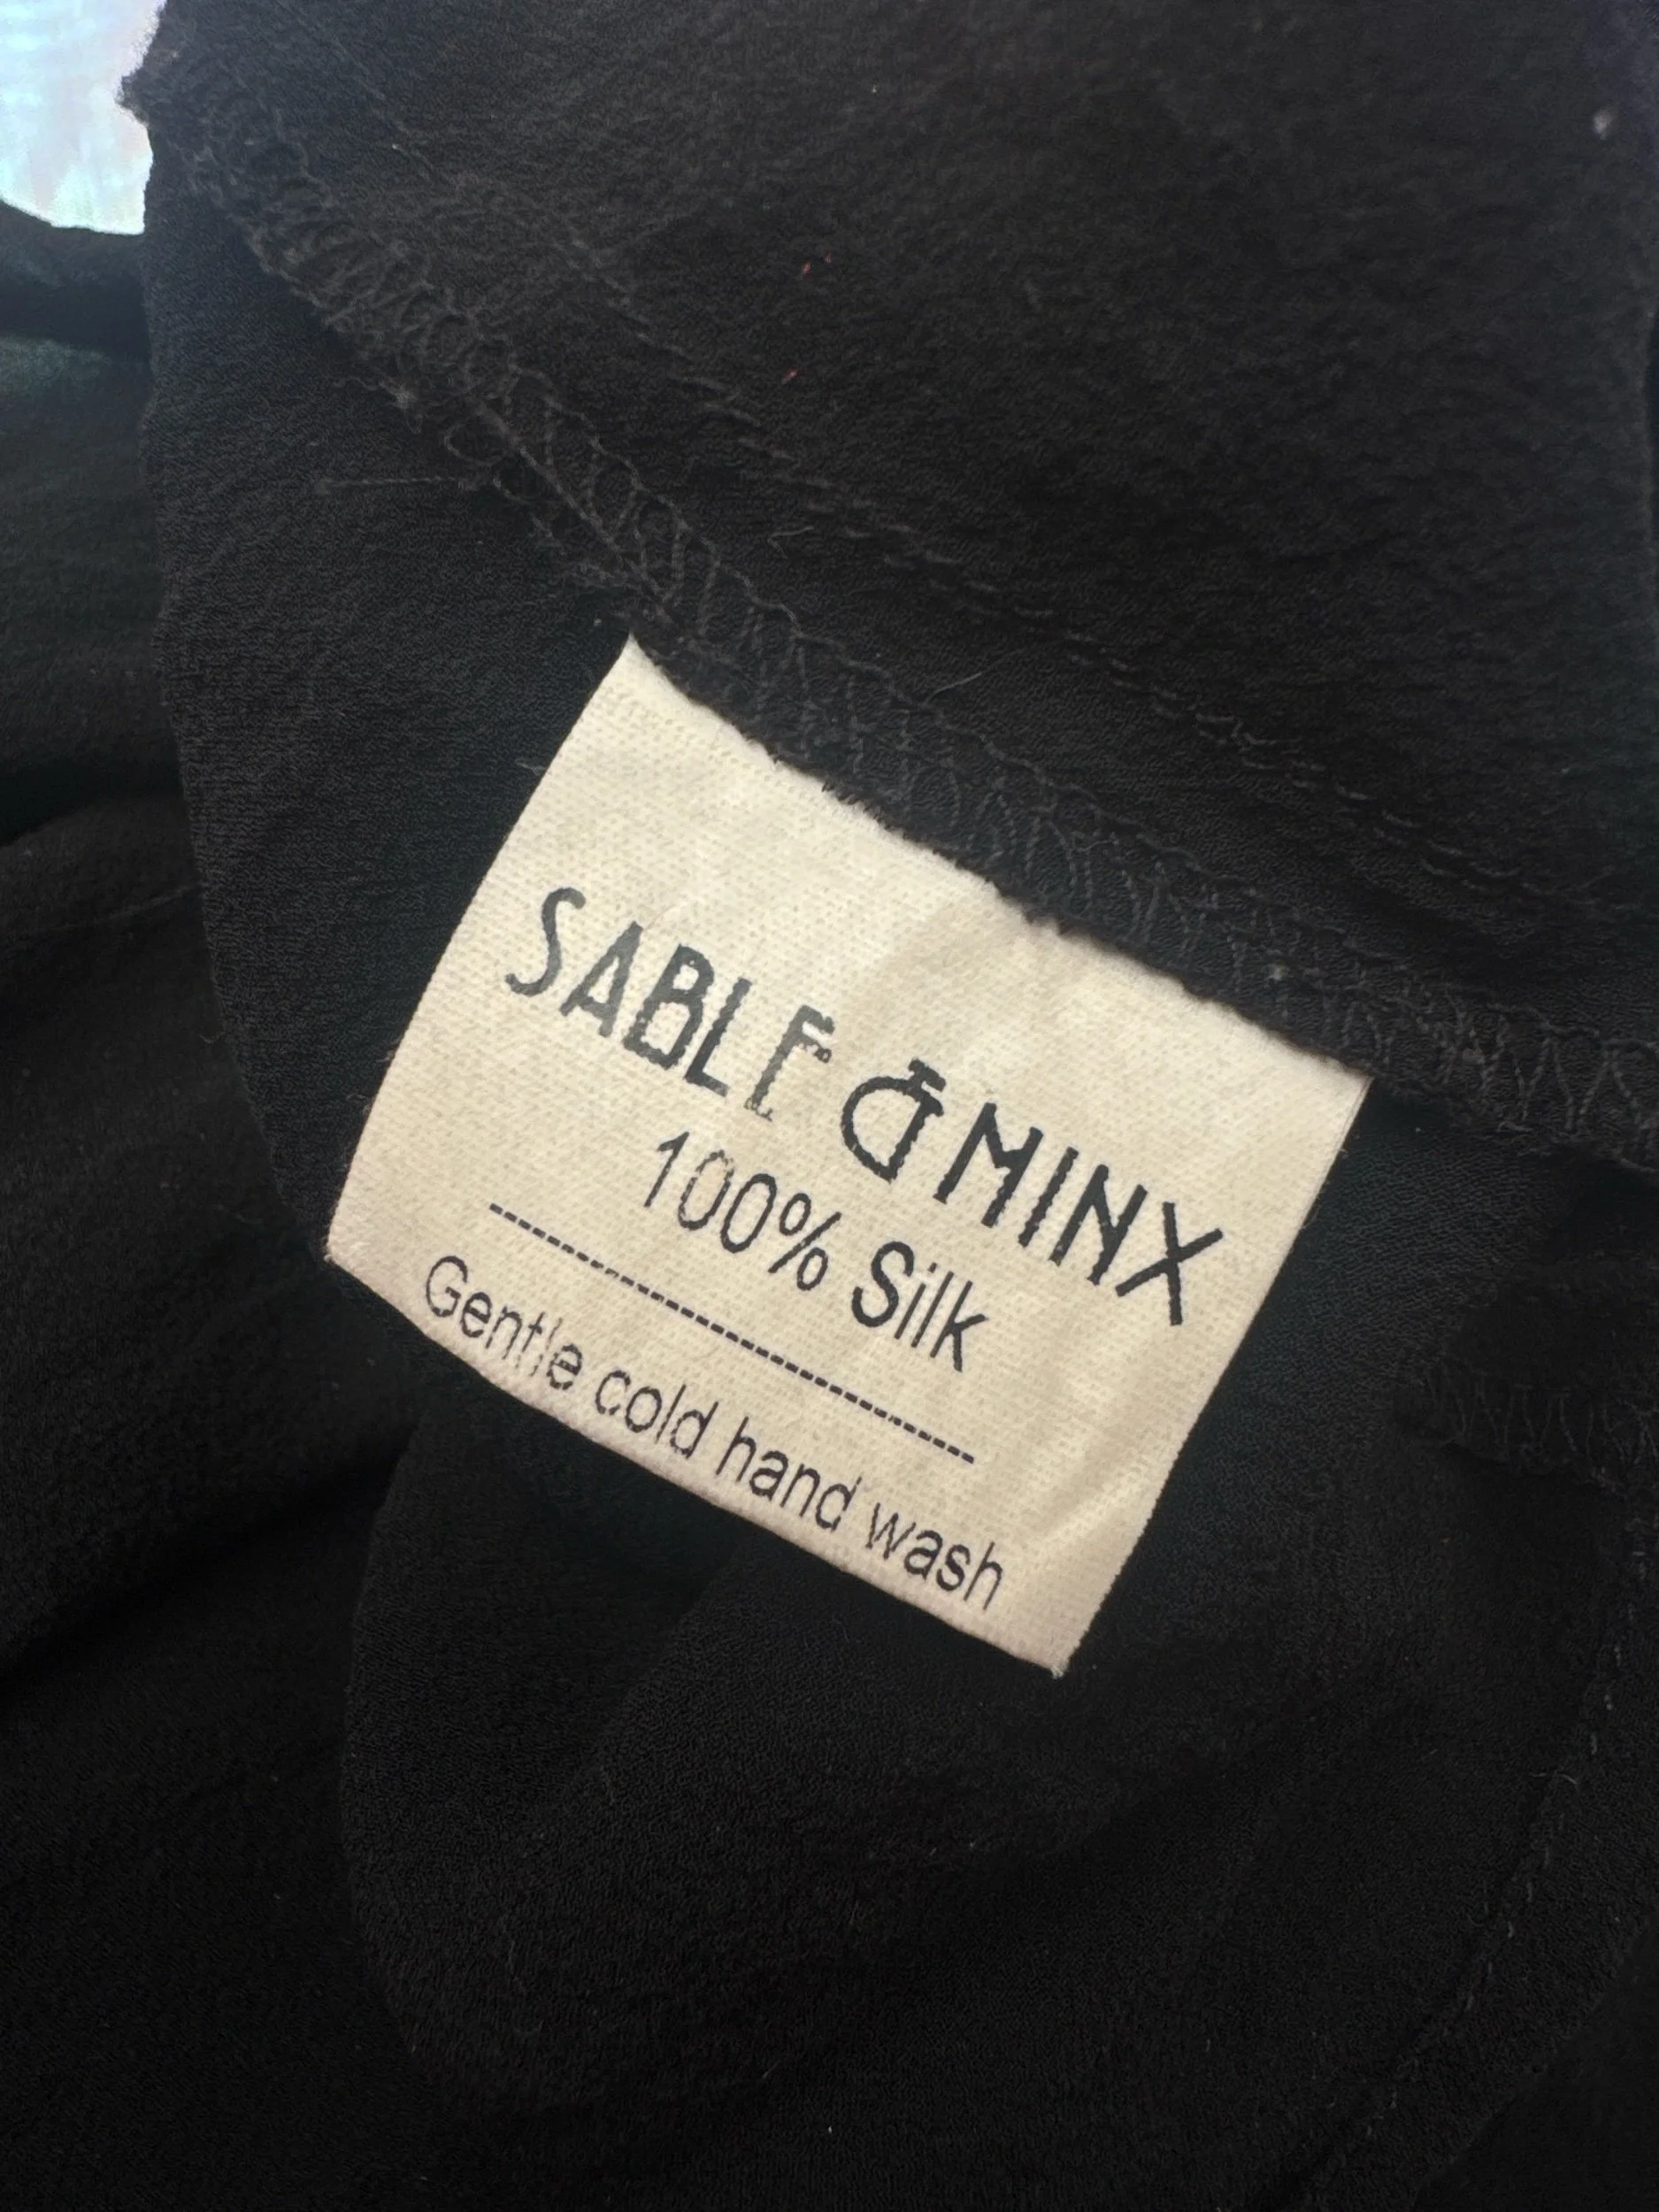 SABLE & MINX
100% Silk
Gentle cold hand wash